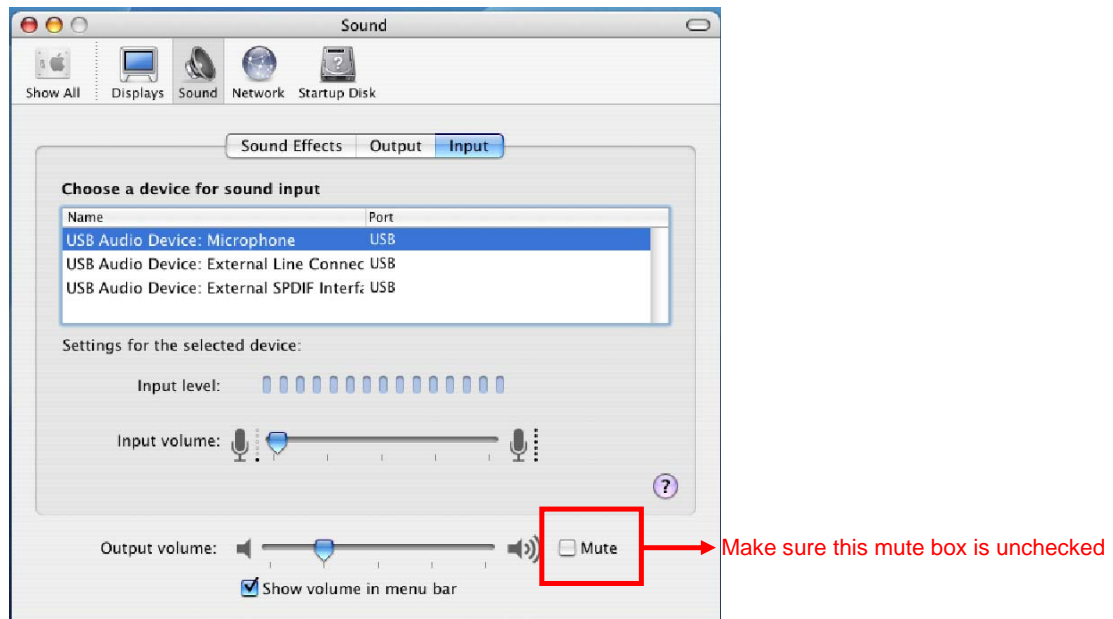 Sound
Show All Displays Sound Network Startup Disk
Sound Effects Output Input
Choose a device for sound input
Name Port
USB Audio Device: Microphone USB
USB Audio Device: External Line Connec USB
USB Audio Device: External SPDIF Interfa USB
Settings for the selected device:
Input level:
Input volume:
?
Output volume: Mute
Make sure this mute box is unchecked
Show volume in menu bar